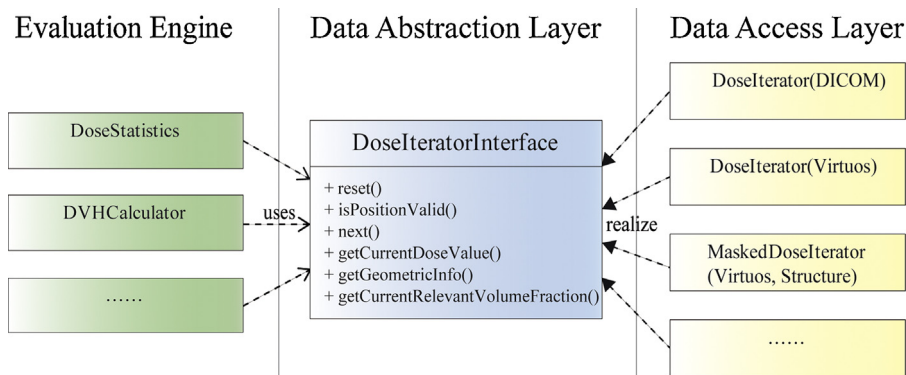 Evaluation Engine
Data Abstraction Layer
Data Access Layer
DoseStatistics
DVHCalculator
......
uses
DoseIteratorInterface
+ reset()
+ isPositionValid()
+ next()
+ getCurrentDoseValue()
+ getGeometricInfo()
+ getCurrentRelevantVolumeFraction()
realize
DoseIterator(DICOM)
DoseIterator(Virtuos)
MaskedDoseIterator
(Virtuos, Structure)
......